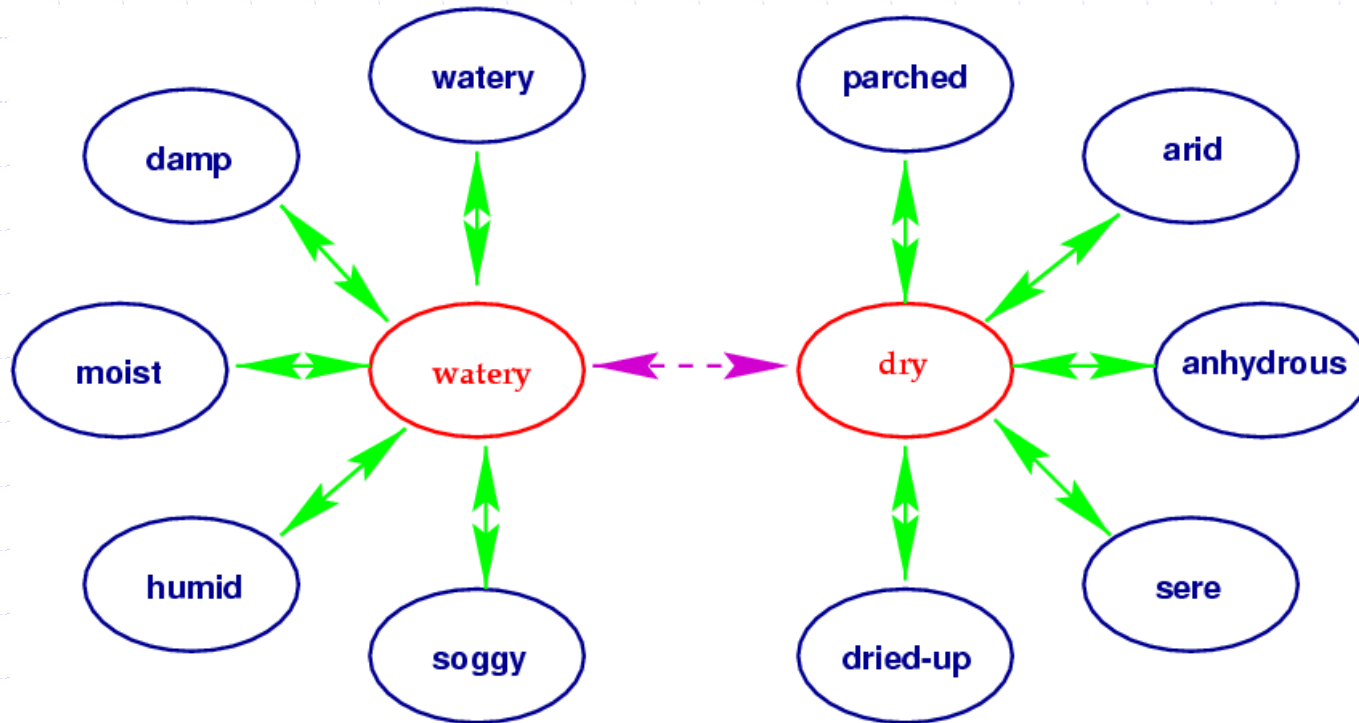 watery
parched
damp
arid
moist
watery
dry
anhydrous
humid
sere
soggy
dried-up